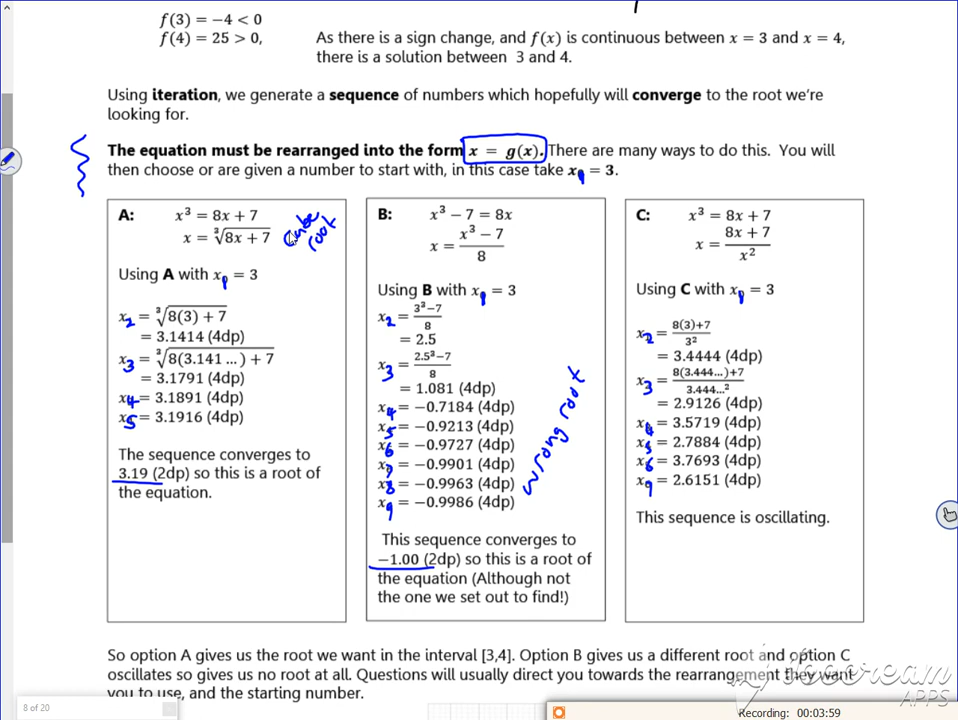 f(3) = −4 < 0
f(4) = 25 > 0, As there is a sign change, and f(x) is continuous between x = 3 and x = 4,
there is a solution between 3 and 4.
Using iteration, we generate a sequence of numbers which hopefully will converge to the root we're
looking for.
The equation must be rearranged into the form x = g(x). There are many ways to do this. You will
then choose or are given a number to start with, in this case take x₁ = 3.
A: x³ = 8x + 7
x = ∛(8x + 7)
cube
root
Using A with x₁ = 3
x₂ = ∛(8(3) + 7)
= 3.1414 (4dp)
x₃ = ∛(8(3.141 ...) + 7)
= 3.1791 (4dp)
x₄ = 3.1891 (4dp)
x₅ = 3.1916 (4dp)
The sequence converges to
3.19 (2dp) so this is a root of
the equation.
B: x³ − 7 = 8x
x = (x³ − 7)/8
Using B with x₁ = 3
x₂ = (3³−7)/8
= 2.5
x₃ = (2.5³−7)/8
= 1.081 (4dp)
x₄ = −0.7184 (4dp)
x₅ = −0.9213 (4dp)
x₆ = −0.9727 (4dp)
x₇ = −0.9901 (4dp)
x₈ = −0.9963 (4dp)
x₉ = −0.9986 (4dp)
wrong root
This sequence converges to
−1.00 (2dp) so this is a root of
the equation (Although not
the one we set out to find!)
C: x³ = 8x + 7
x = (8x + 7)/x²
Using C with x₁ = 3
x₂ = (8(3)+7)/3²
= 3.4444 (4dp)
x₃ = (8(3.444...)+7)/3.444...²
= 2.9126 (4dp)
x₄ = 3.5719 (4dp)
x₅ = 2.7884 (4dp)
x₆ = 3.7693 (4dp)
x₇ = 2.6151 (4dp)
This sequence is oscillating.
So option A gives us the root we want in the interval [3,4]. Option B gives us a different root and option C
oscillates so gives us no root at all. Questions will usually direct you towards the rearrangement they want
you to use, and the starting number.
8 of 20
icecream
APPS
Recording: 00:03:59